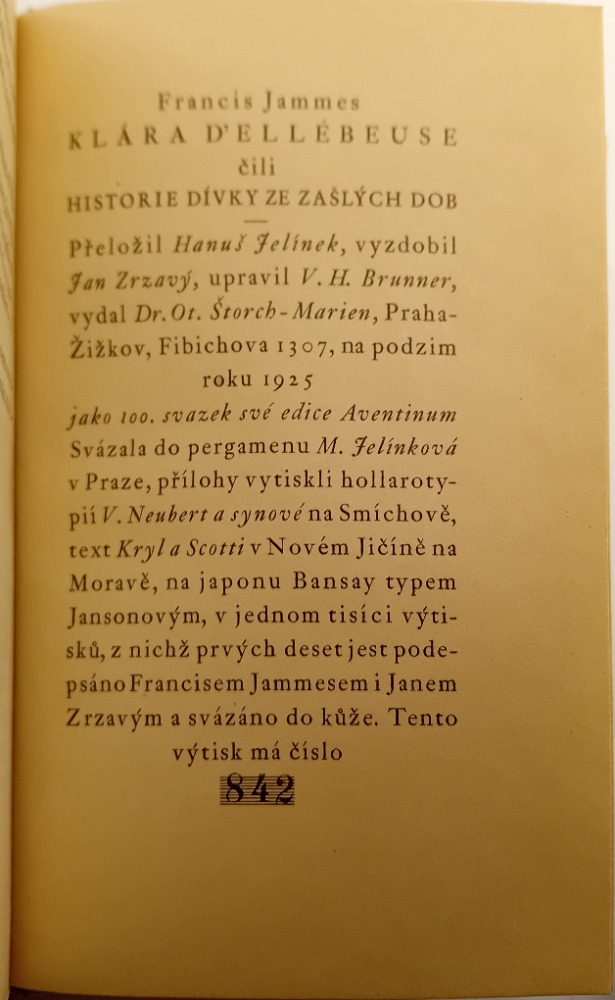 Francis Jammes
KLÁRA D'ELLÉBEUSE
čili
HISTORIE DÍVKY ZE ZAŠLÝCH DOB
Přeložil Hanuš Jelínek, vyzdobil
Jan Zrzavý, upravil V. H. Brunner,
vydal Dr. Ot. Štorch-Marien, Praha-
Žižkov, Fibichova 1307, na podzim
roku 1925
jako 100. svazek své edice Aventinum
Svázala do pergamenu M. Jelínková
v Praze, přílohy vytiskli hollaroty-
pií V. Neubert a synové na Smíchově,
text Kryl a Scotti v Novém Jičíně na
Moravě, na japonu Bansay typem
Jansonovým, v jednom tisíci výti-
sků, z nichž prvých deset jest pode-
psáno Francisem Jammesem i Janem
Zrzavým a svázáno do kůže. Tento
výtisk má číslo
842